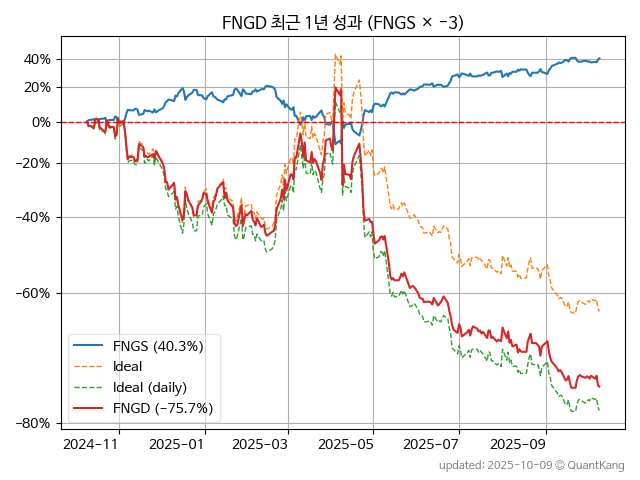 FNGD 최근 1년 성과 (FNGS × −3)
40%
20%
0%
−20%
−40%
−60%
−80%
FNGS (40.3%)
Ideal
Ideal (daily)
FNGD (−75.7%)
2024-11
2025-01
2025-03
2025-05
2025-07
2025-09
updated: 2025-10-09 © QuantKang